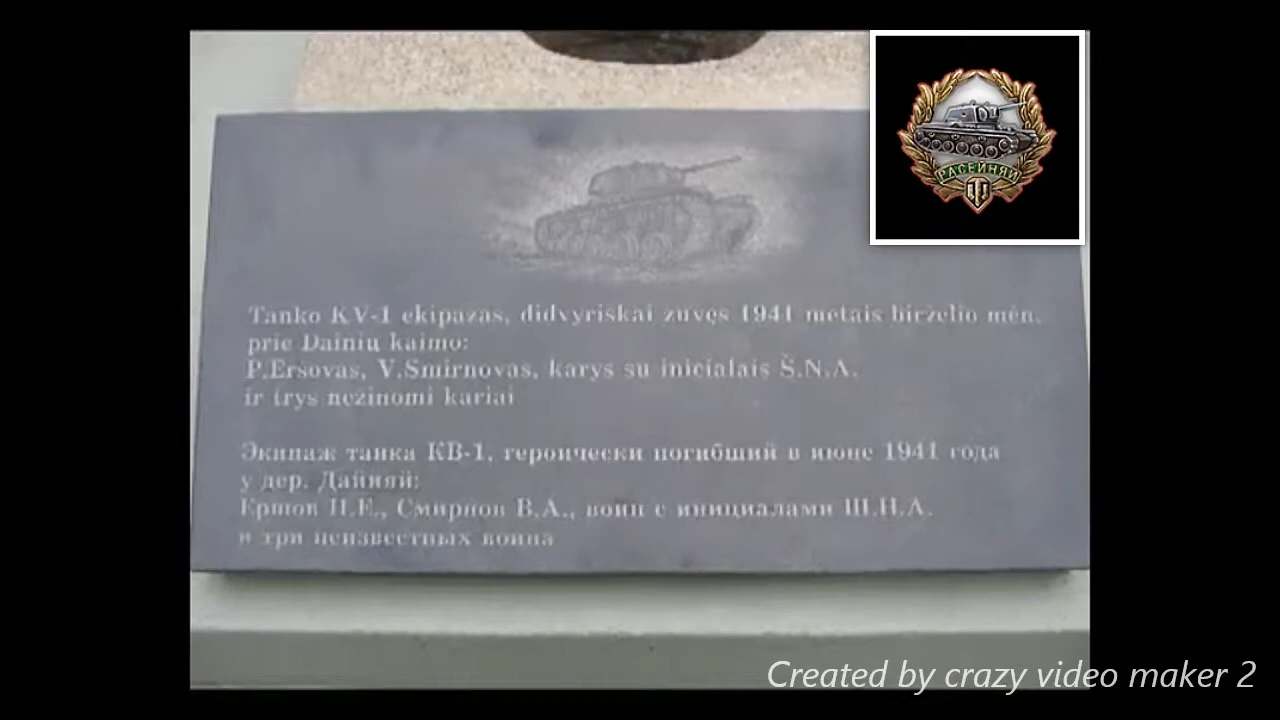 РАСЕЙНЯЙ
Tanko KV-1 ekipažas, didvyriškai žuvęs 1941 metais birželio mėn.
prie Dainių kaimo:
P.Eršovas, V.Smirnovas, karys su inicialais Š.N.A.
ir trys nežinomi kariai
Экипаж танка КВ-1, героически погибший в июне 1941 года
у дер. Дайняй:
Ершов П.Е., Смирнов В.А., воин с инициалами Ш.Н.А.
и три неизвестных воина
Created by crazy video maker 2